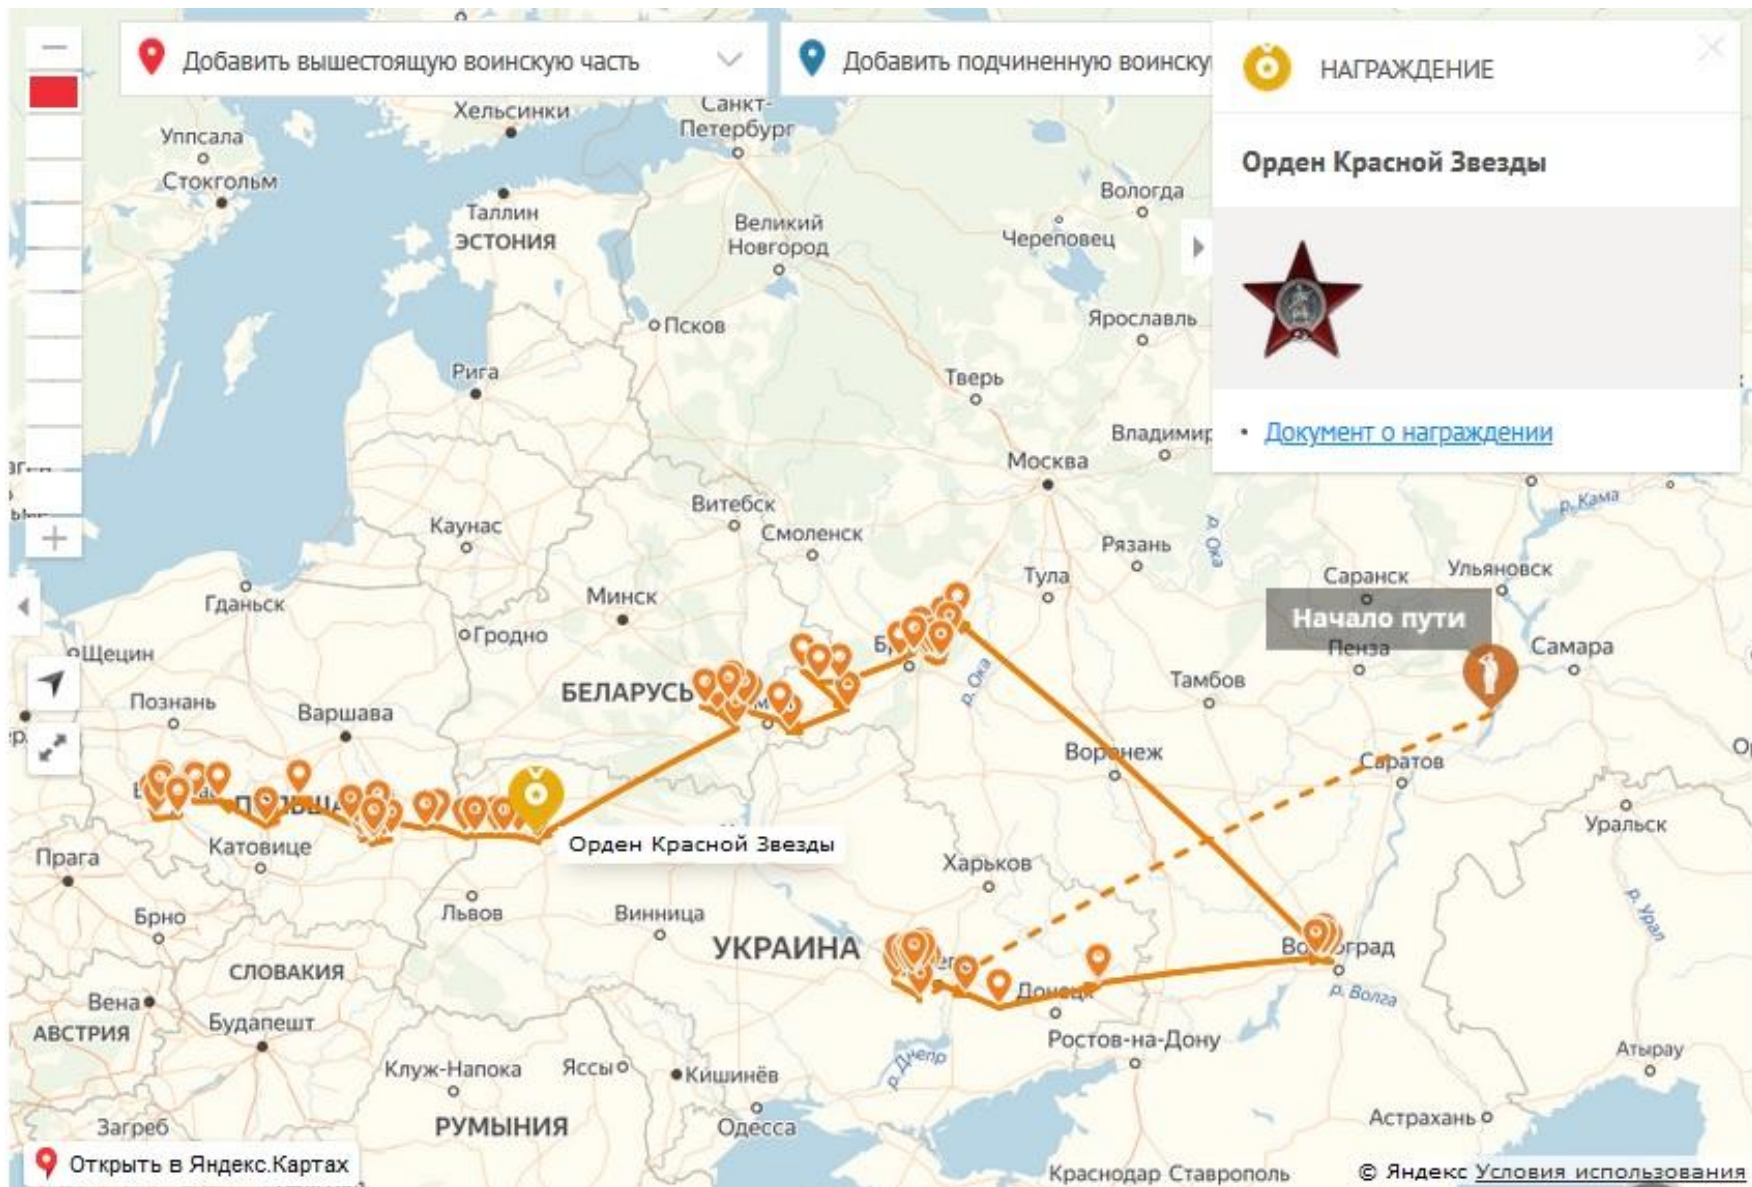 Добавить вышестоящую воинскую часть
Добавить подчиненную воинску
НАГРАЖДЕНИЕ
Орден Красной Звезды
Документ о награждении
Хельсинки
Санкт-
Петербург
Уппсала
Стокгольм
Таллин
ЭСТОНИЯ
Великий
Новгород
Вологда
Череповец
Псков
Ярославль
Рига
Тверь
Владимир
Москва
Витебск
Смоленск
Каунас
р. Кама
р. Ока
Рязань
Тула
Саранск
Ульяновск
Минск
Гданьск
Начало пути
Гродно
Пенза
Самара
Щецин
р. Ока
Тамбов
БЕЛАРУСЬ
Познань
Варшава
Воронеж
Саратов
Уральск
Катовице
Прага
Орден Красной Звезды
Харьков
Львов
Винница
Брно
р. Урал
УКРАИНА
Волгоград
СЛОВАКИЯ
Донецк
р. Волга
Вена
Будапешт
АВСТРИЯ
Ростов-на-Дону
р. Днепр
Атырау
Клуж-Напока
Яссы
Кишинёв
Астрахань
Загреб
РУМЫНИЯ
Одесса
Открыть в Яндекс.Картах
Краснодар
Ставрополь
© Яндекс Условия использования